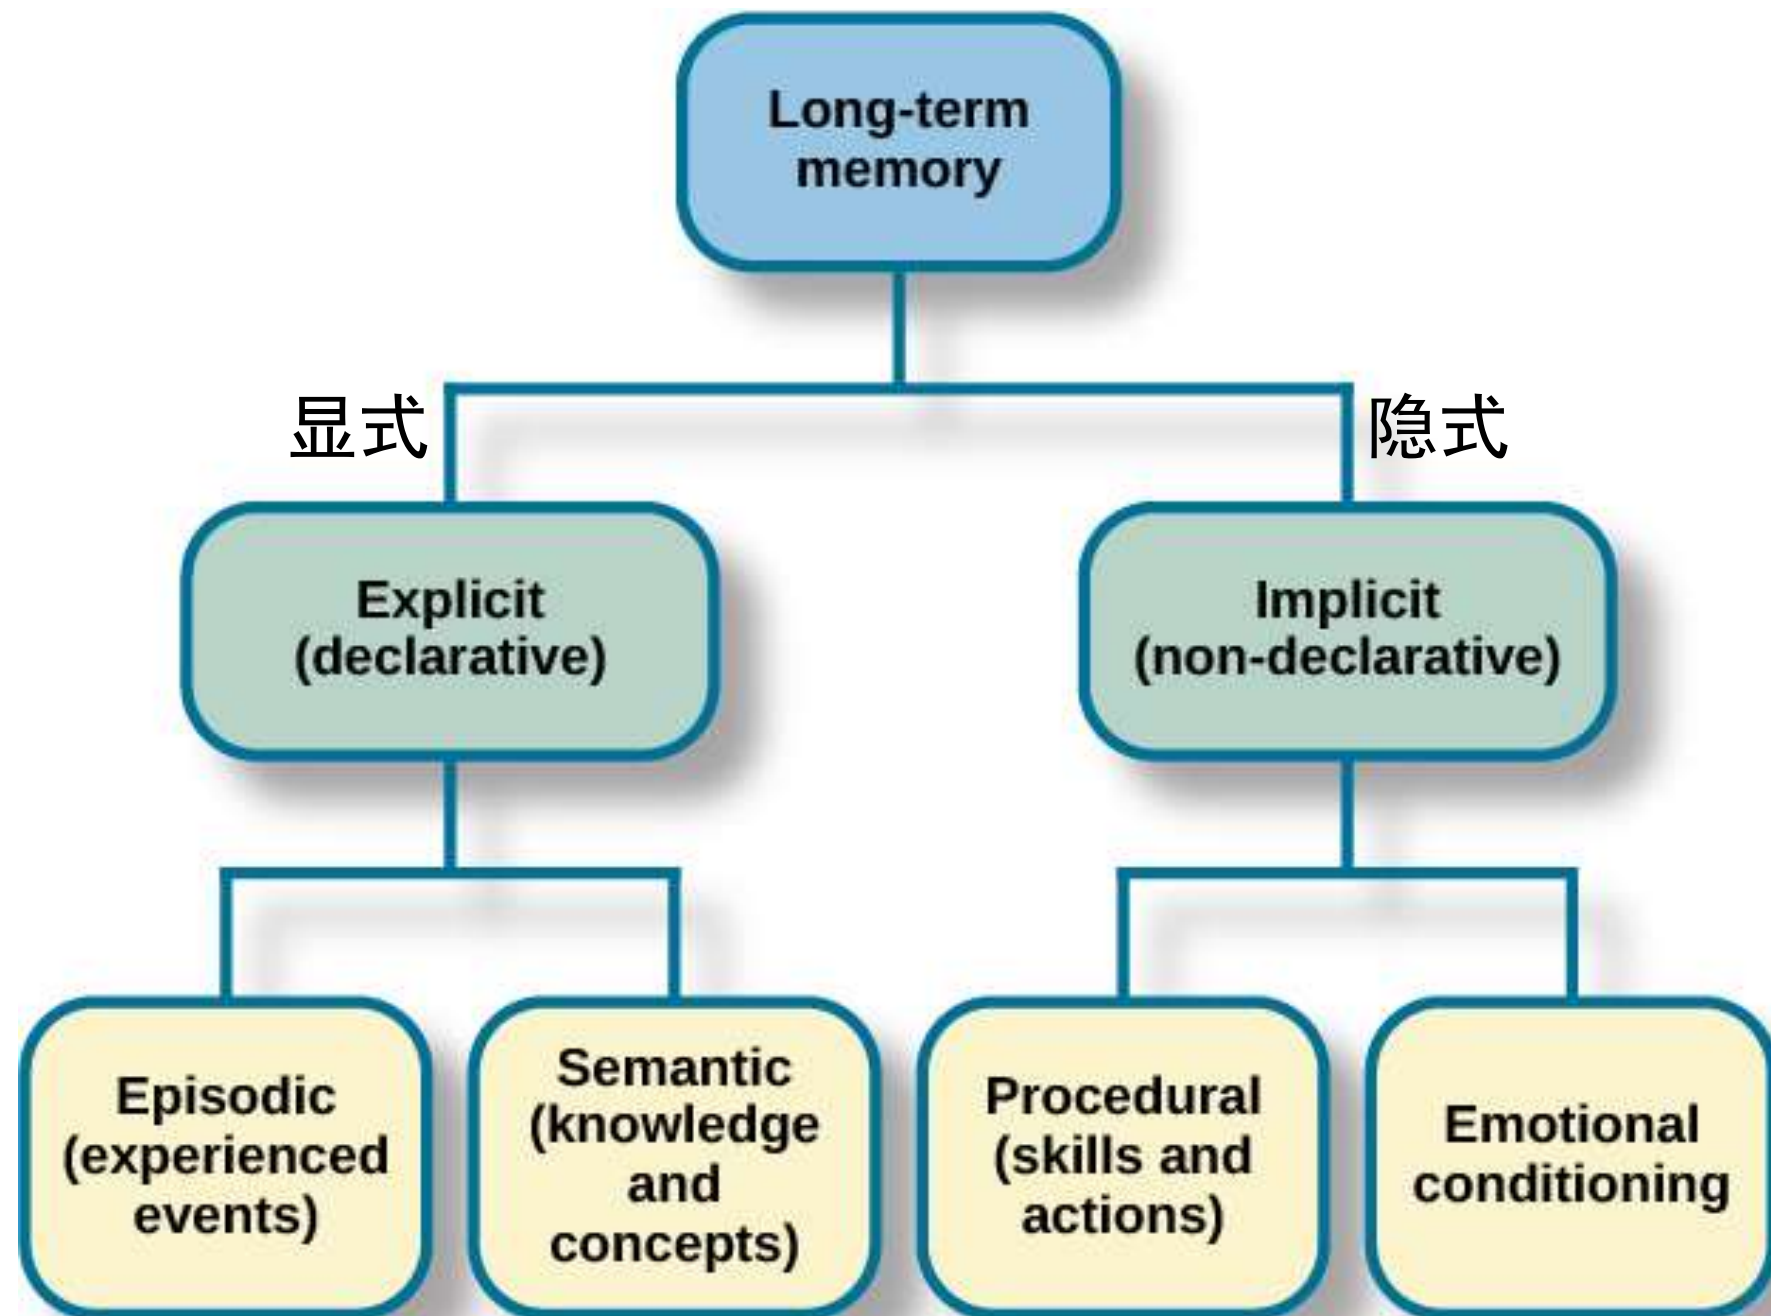 Long-term
memory
显式
隐式
Explicit
(declarative)
Implicit
(non-declarative)
Episodic
(experienced
events)
Semantic
(knowledge
and
concepts)
Procedural
(skills and
actions)
Emotional
conditioning